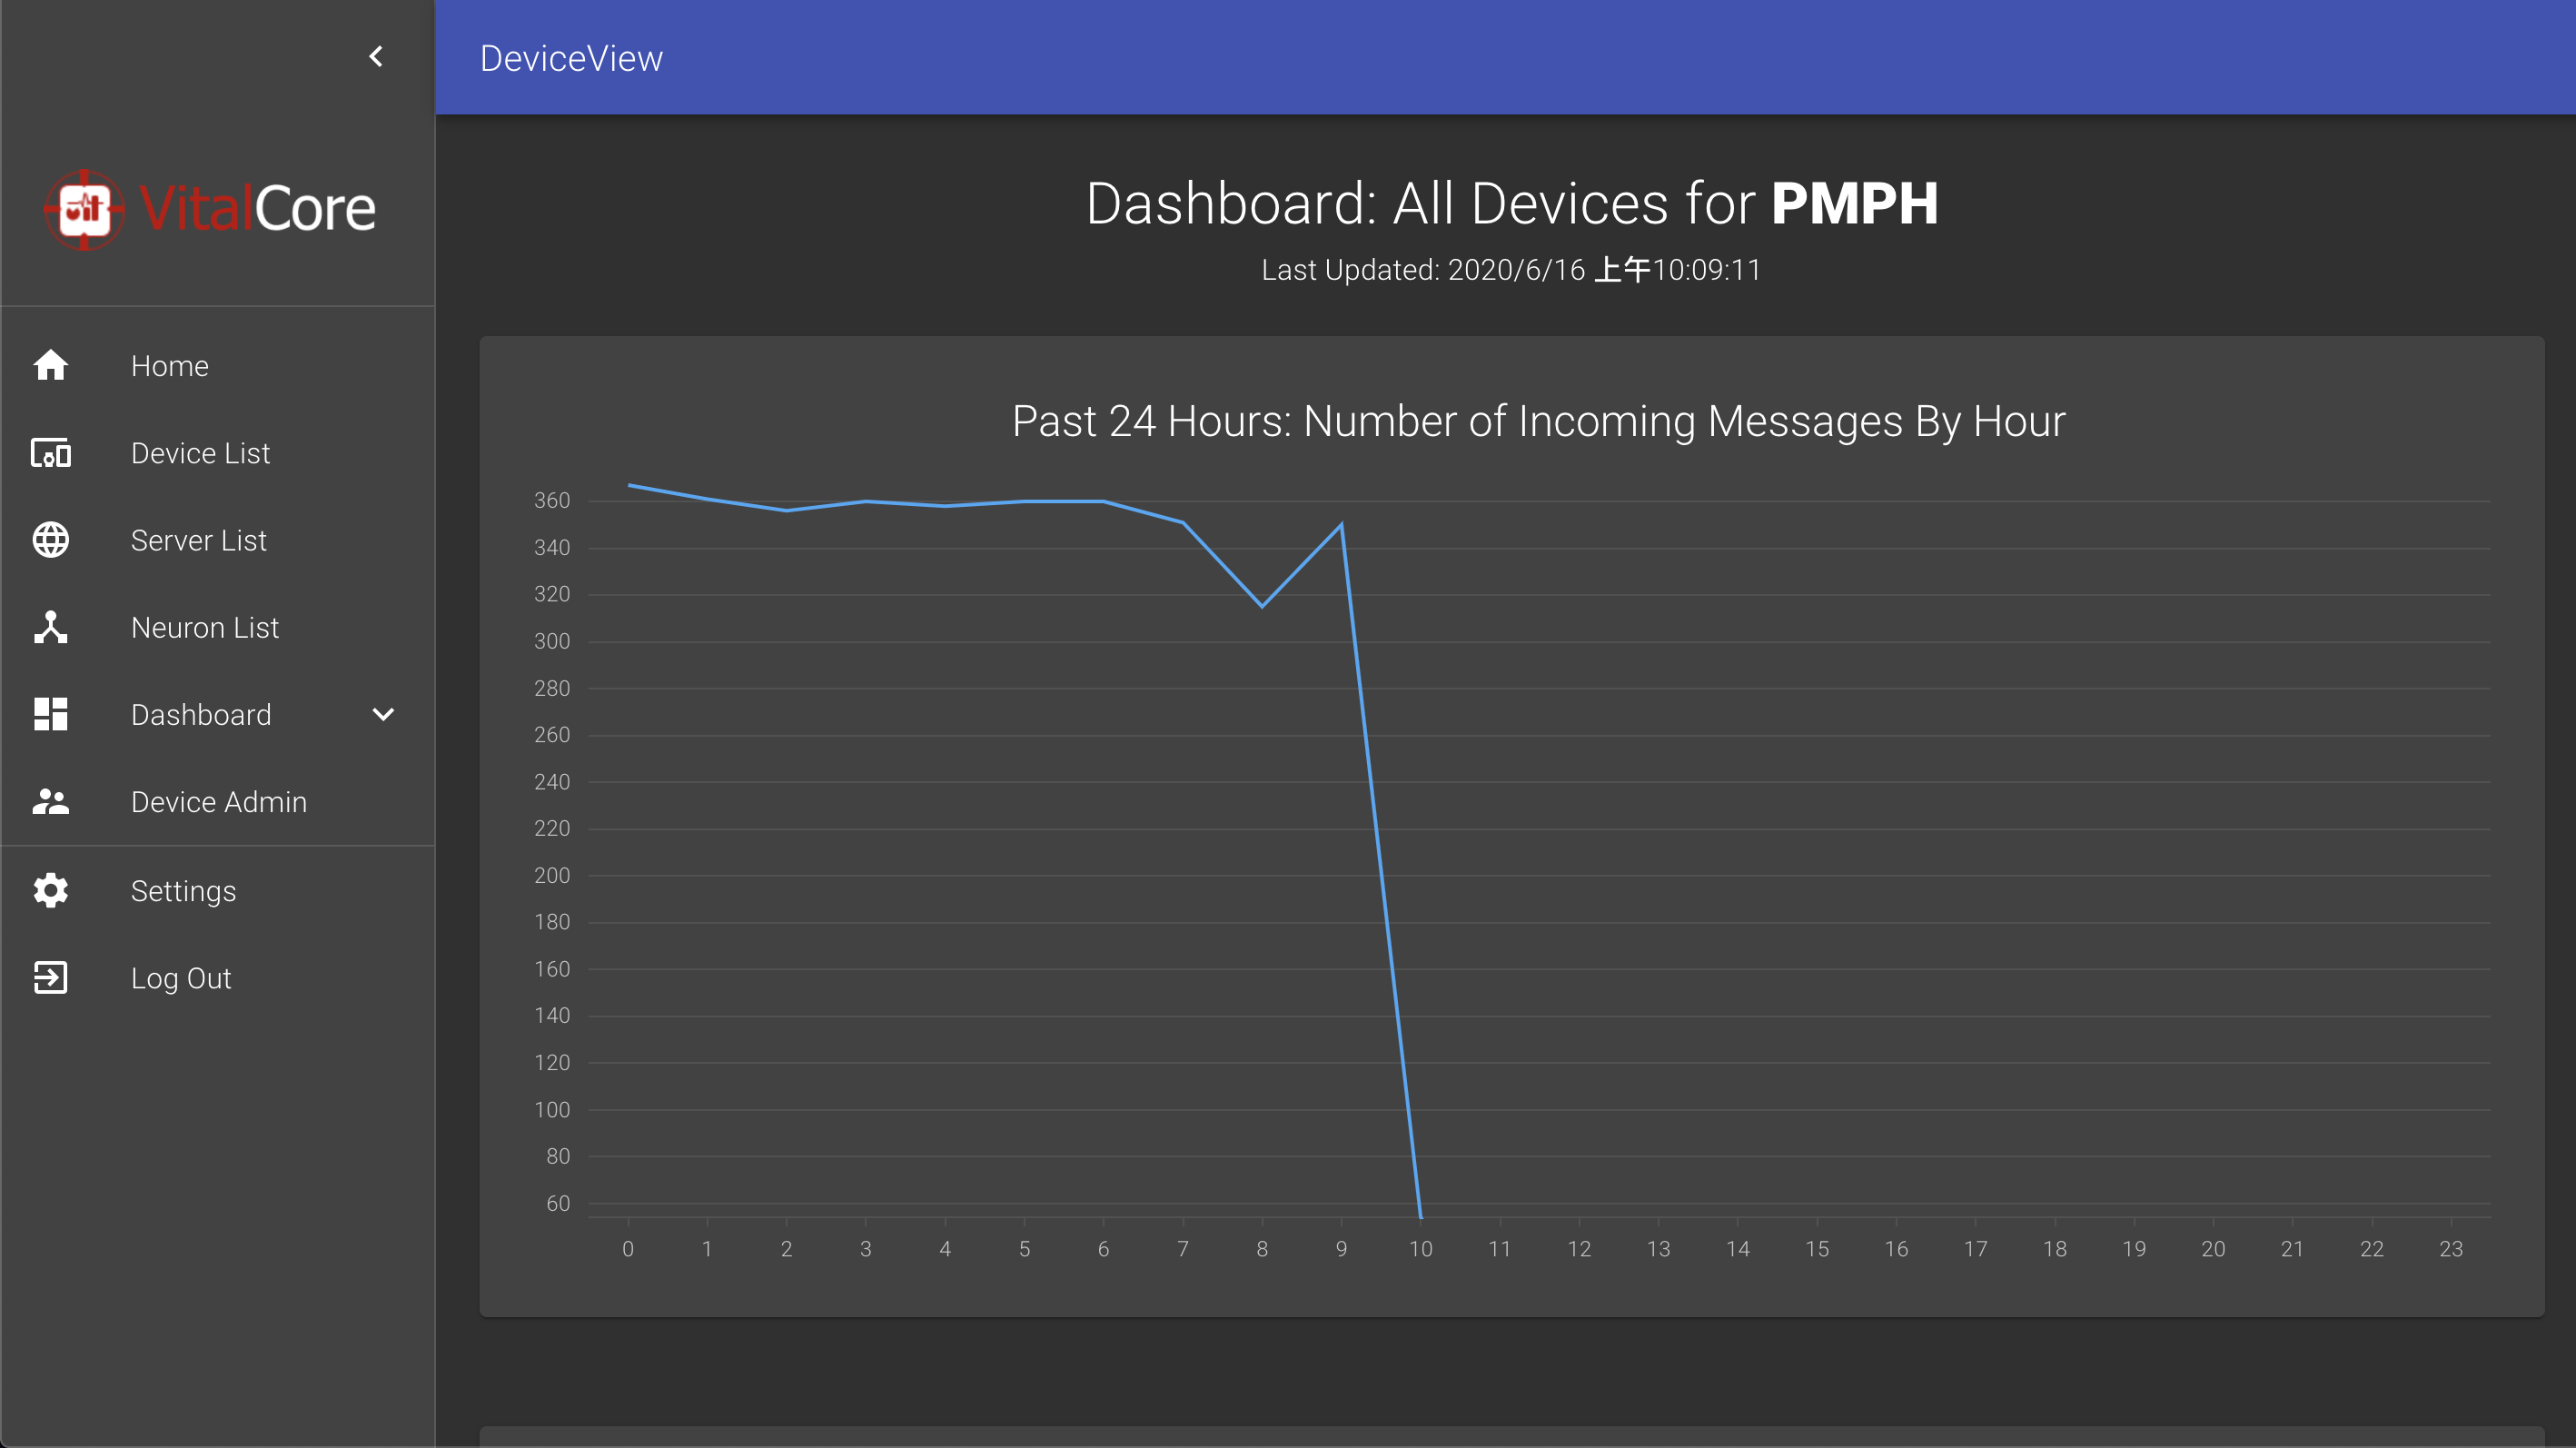 DeviceView
VitalCore
Home
Device List
Server List
Neuron List
Dashboard
Device Admin
Settings
Log Out
Dashboard: All Devices for PMPH
Last Updated: 2020/6/16 上午10:09:11
Past 24 Hours: Number of Incoming Messages By Hour
360
340
320
300
280
260
240
220
200
180
160
140
120
100
80
60
0 1 2 3 4 5 6 7 8 9 10 11 12 13 14 15 16 17 18 19 20 21 22 23